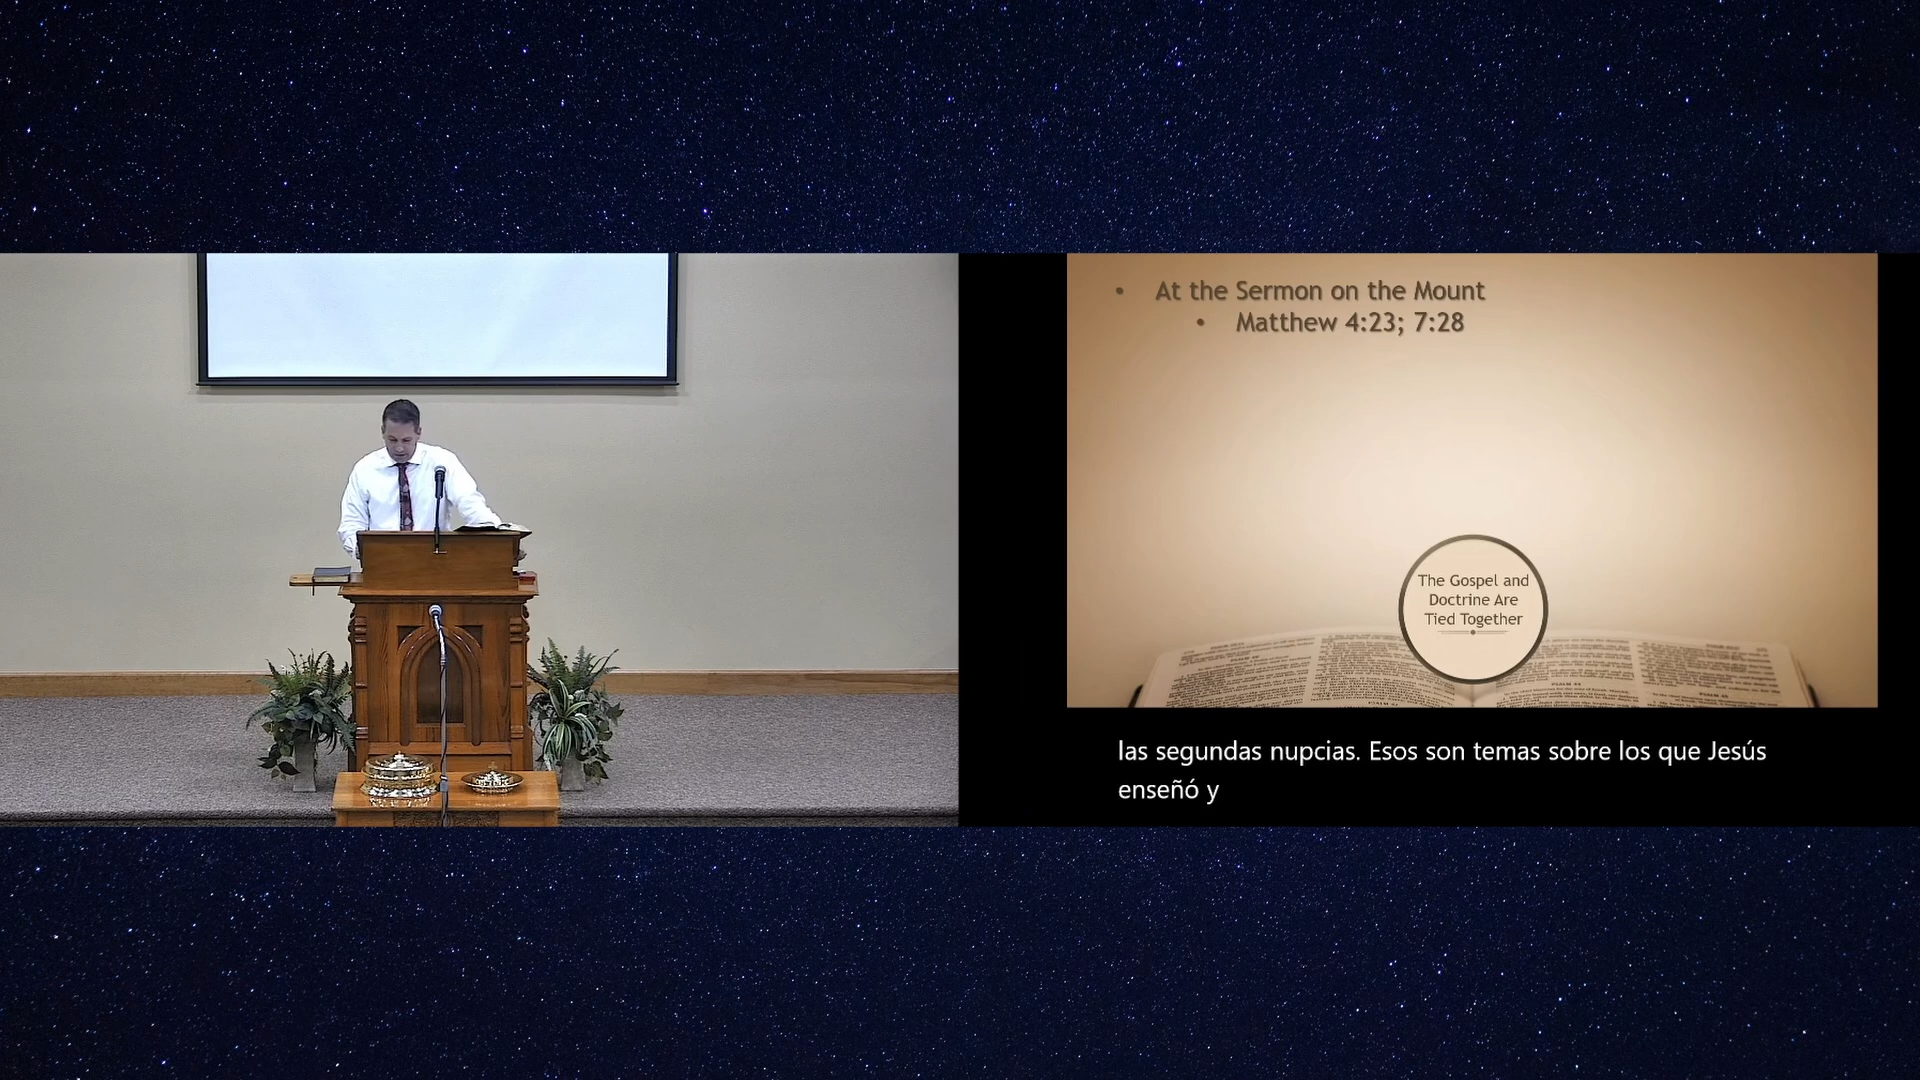 • At the Sermon on the Mount
• Matthew 4:23; 7:28
The Gospel and
Doctrine Are
Tied Together
las segundas nupcias. Esos son temas sobre los que Jesús
enseñó y